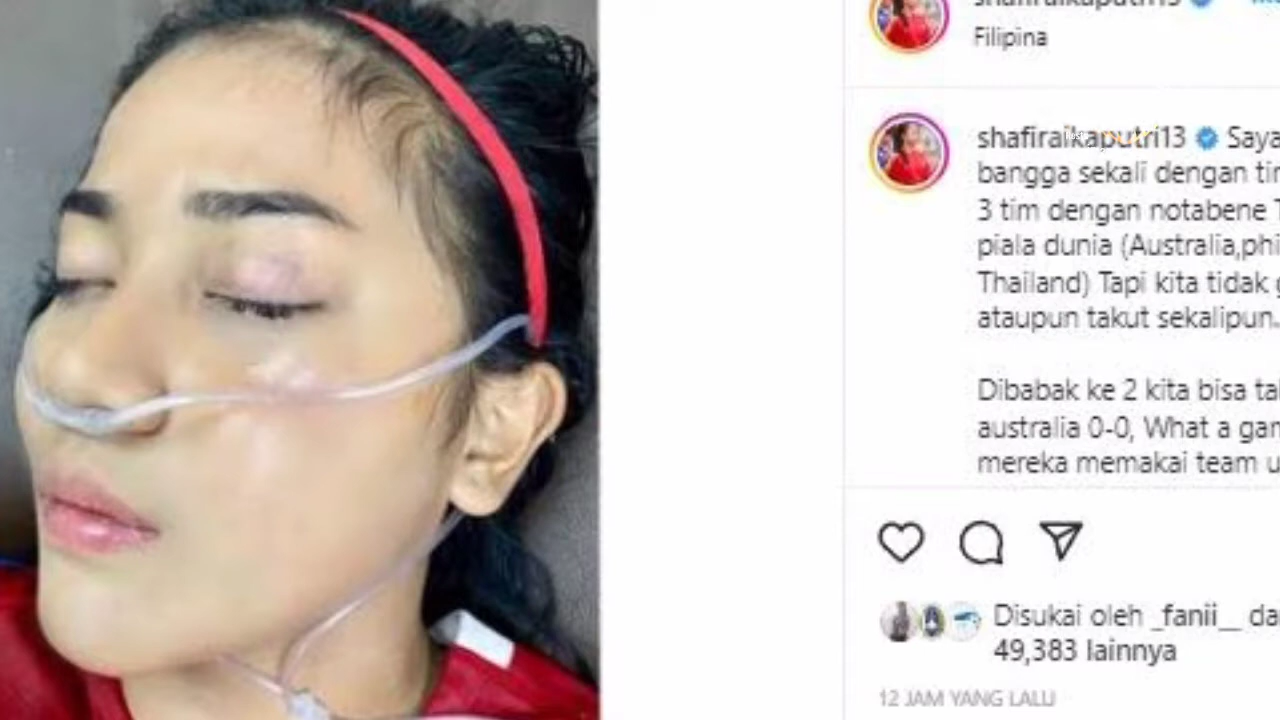 Filipina
shafiraikaputri13 Saya
bangga sekali dengan tim
3 tim dengan notabene T
piala dunia (Australia,phi
Thailand) Tapi kita tidak g
ataupun takut sekalipun.
Dibabak ke 2 kita bisa ta
australia 0-0, What a gam
mereka memakai team u
Disukai oleh _fanii__ da
49,383 lainnya
12 JAM YANG LALU